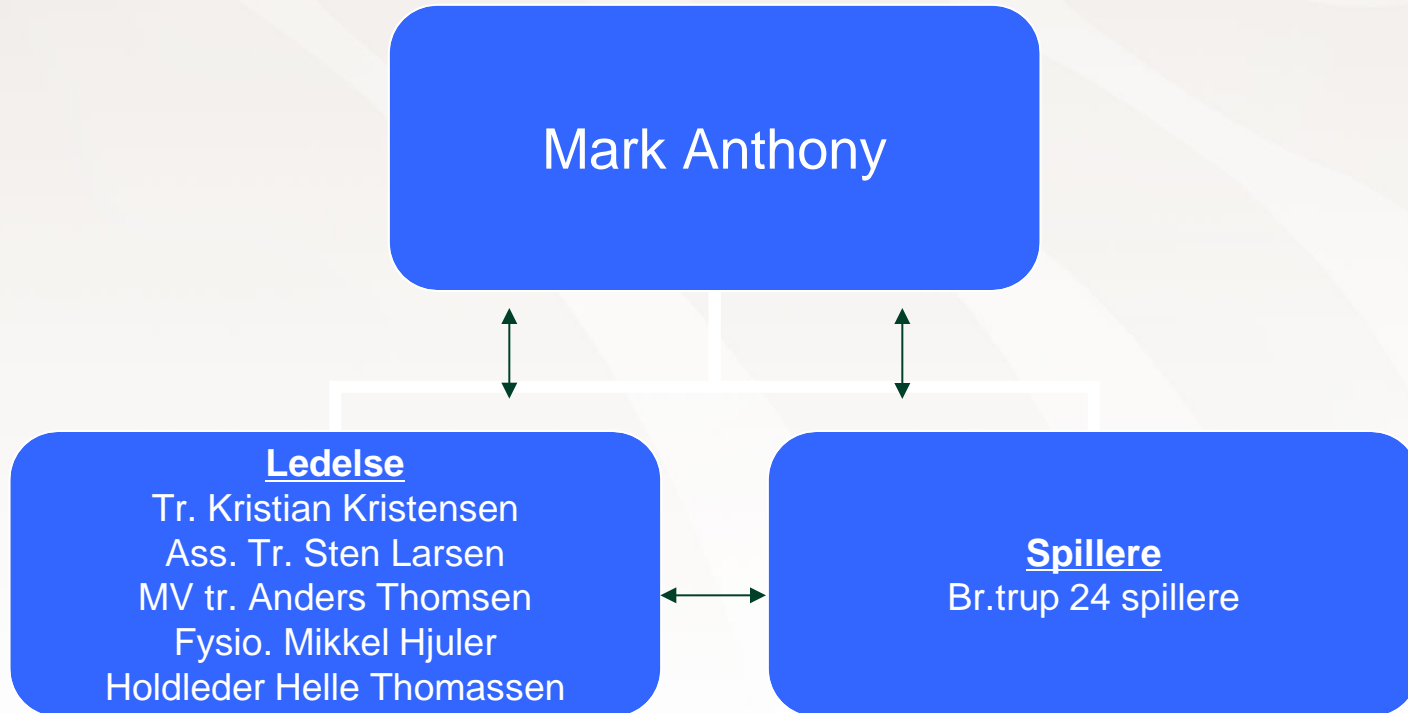 Mark Anthony
Ledelse
Tr. Kristian Kristensen
Ass. Tr. Sten Larsen
MV tr. Anders Thomsen
Fysio. Mikkel Hjuler
Holdleder Helle Thomassen
Spillere
Br.trup 24 spillere